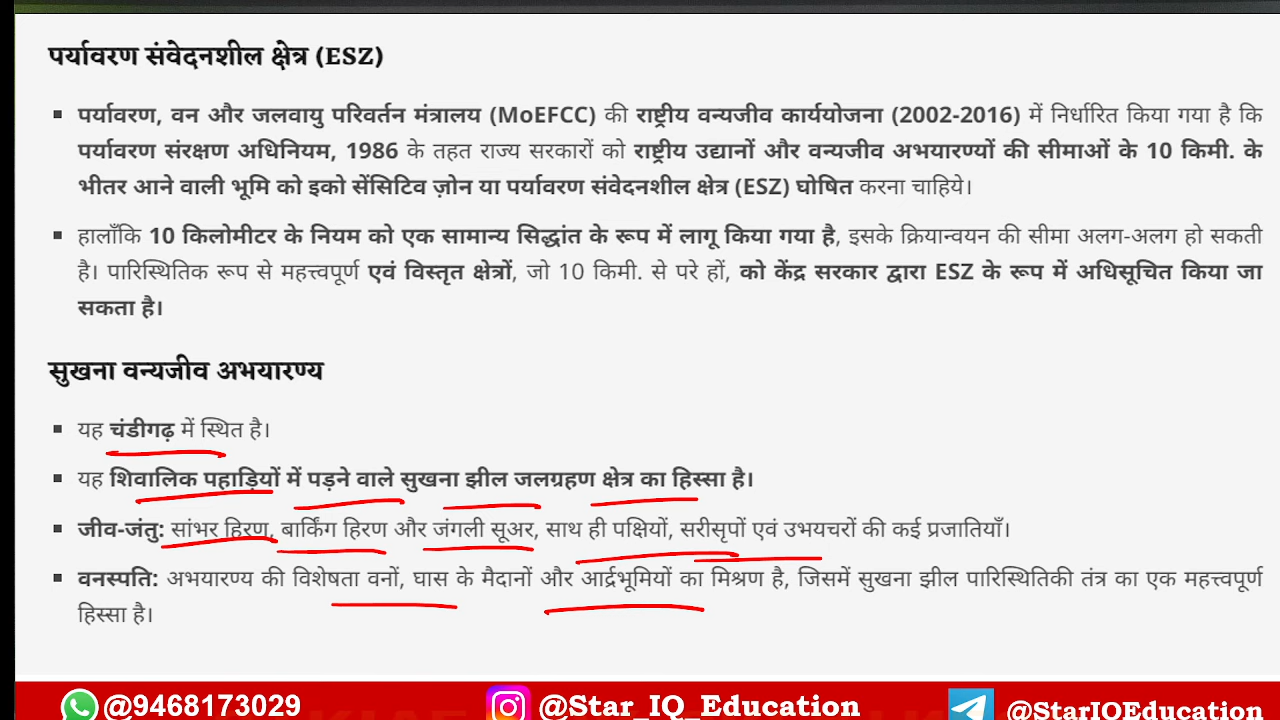 पर्यावरण संवेदनशील क्षेत्र (ESZ)
▪ पर्यावरण, वन और जलवायु परिवर्तन मंत्रालय (MoEFCC) की राष्ट्रीय वन्यजीव कार्ययोजना (2002-2016) में निर्धारित किया गया है कि
पर्यावरण संरक्षण अधिनियम, 1986 के तहत राज्य सरकारों को राष्ट्रीय उद्यानों और वन्यजीव अभयारण्यों की सीमाओं के 10 किमी. के
भीतर आने वाली भूमि को इको सेंसिटिव ज़ोन या पर्यावरण संवेदनशील क्षेत्र (ESZ) घोषित करना चाहिये।
▪ हालाँकि 10 किलोमीटर के नियम को एक सामान्य सिद्धांत के रूप में लागू किया गया है, इसके क्रियान्वयन की सीमा अलग-अलग हो सकती
है। पारिस्थितिक रूप से महत्त्वपूर्ण एवं विस्तृत क्षेत्रों, जो 10 किमी. से परे हों, को केंद्र सरकार द्वारा ESZ के रूप में अधिसूचित किया जा
सकता है।
सुखना वन्यजीव अभयारण्य
▪ यह चंडीगढ़ में स्थित है।
▪ यह शिवालिक पहाड़ियों में पड़ने वाले सुखना झील जलग्रहण क्षेत्र का हिस्सा है।
▪ जीव-जंतु: सांभर हिरण, बार्किंग हिरण और जंगली सूअर, साथ ही पक्षियों, सरीसृपों एवं उभयचरों की कई प्रजातियाँ।
▪ वनस्पति: अभयारण्य की विशेषता वनों, घास के मैदानों और आर्द्रभूमियों का मिश्रण है, जिसमें सुखना झील पारिस्थितिकी तंत्र का एक महत्त्वपूर्ण
हिस्सा है।
@9468173029 @Star_IQ_Education @StarIQEducation